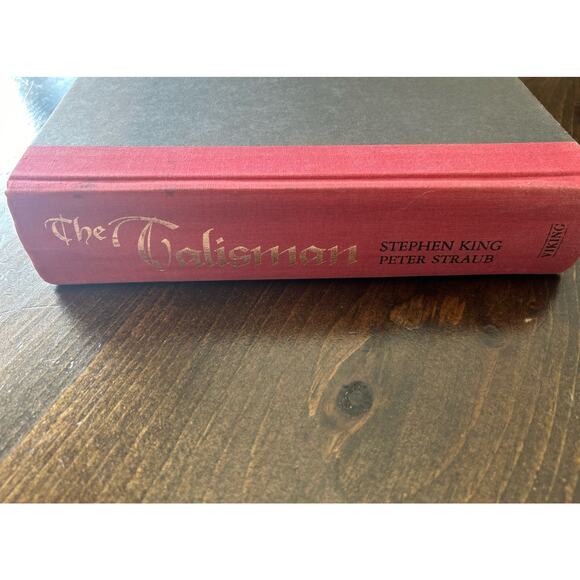 The Talisman
STEPHEN KING
PETER STRAUB
VIKING